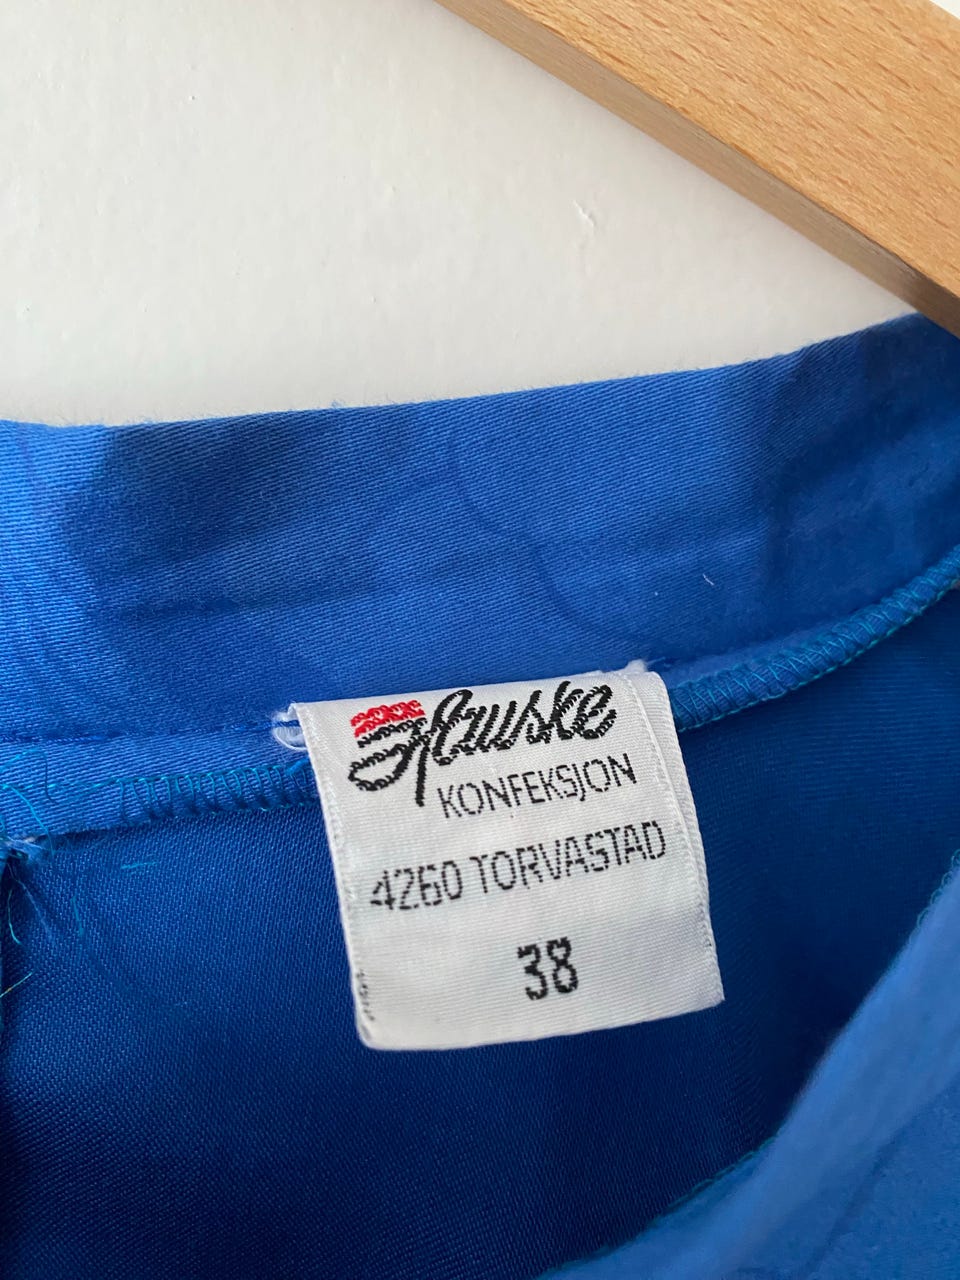 Hauske
KONFEKSJON
4260 TORVASTAD
38